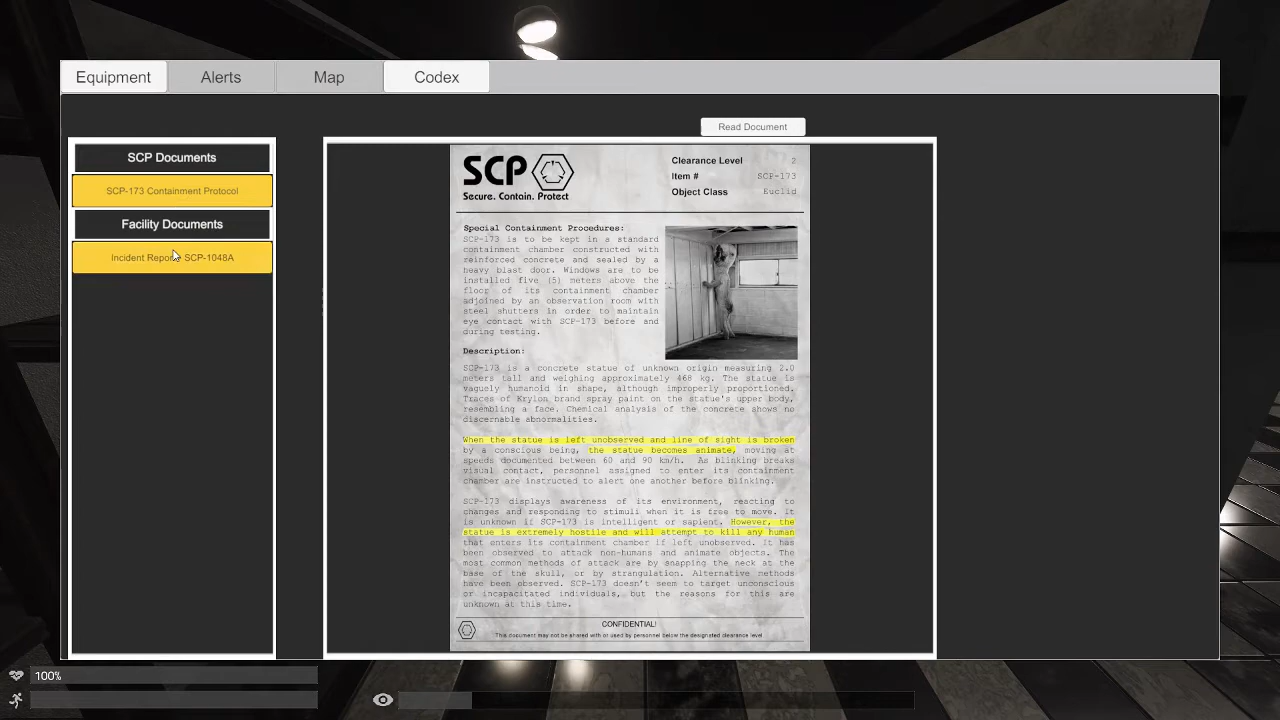 Equipment
Alerts
Map
Codex
Read Document
SCP Documents
SCP-173 Containment Protocol
Facility Documents
Incident Repor SCP-1048A
SCP
Secure. Contain. Protect
Clearance Level 2
Item # SCP-173
Object Class Euclid
Special Containment Procedures:
SCP-173 is to be kept in a standard
containment chamber constructed with
reinforced concrete and sealed by a
heavy blast door. Windows are to be
installed five (5) meters above the
floor of its containment chamber
adjoined by an observation room with
steel shutters in order to maintain
eye contact with SCP-173 before and
during testing.
Description:
SCP-173 is a concrete statue of unknown origin measuring 2.0
meters tall and weighing approximately 468 kg. The statue is
vaguely humanoid in shape, although improperly proportioned.
Traces of Krylon brand spray paint on the statue's upper body,
resembling a face. Chemical analysis of the concrete shows no
discernable abnormalities.
When the statue is left unobserved and line of sight is broken
by a conscious being, the statue becomes animate, moving at
speeds documented between 60 and 90 km/h. As blinking breaks
visual contact, personnel assigned to enter its containment
chamber are instructed to alert one another before blinking.
SCP-173 displays awareness of its environment, reacting to
changes and responding to stimuli when it is free to move. It
is unknown if SCP-173 is intelligent or sapient. However, the
statue is extremely hostile and will attempt to kill any human
that enters its containment chamber if left unobserved. It has
been observed to attack non-humans and animate objects. The
most common methods of attack are by snapping the neck at the
base of the skull, or by strangulation. Alternative methods
have been observed. SCP-173 doesn't seem to target unconscious
or incapacitated individuals, but the reasons for this are
unknown at this time.
CONFIDENTIAL!
This document may not be shared with or used by personnel below the designated clearance level
100%